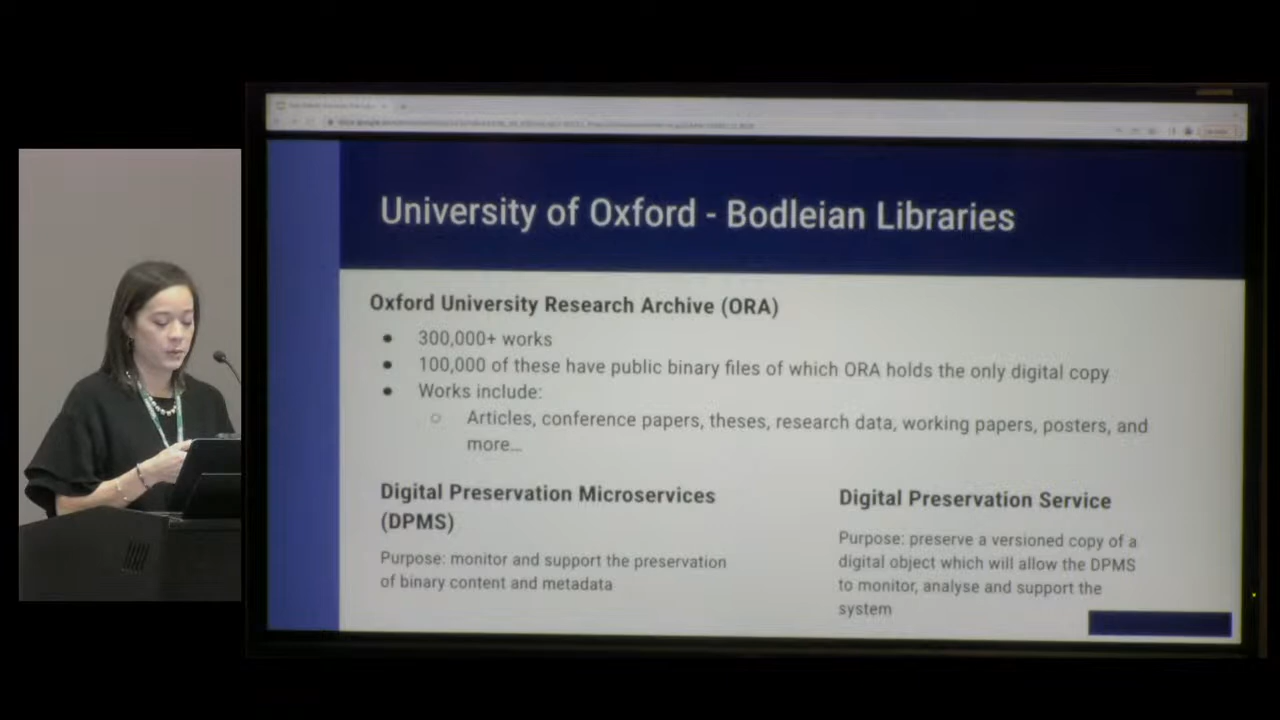 University of Oxford - Bodleian Libraries
Oxford University Research Archive (ORA)
300,000+ works
100,000 of these have public binary files of which ORA holds the only digital copy
Works include:
Articles, conference papers, theses, research data, working papers, posters, and
more…
Digital Preservation Microservices
(DPMS)
Purpose: monitor and support the preservation
of binary content and metadata
Digital Preservation Service
Purpose: preserve a versioned copy of a
digital object which will allow the DPMS
to monitor, analyse and support the
system